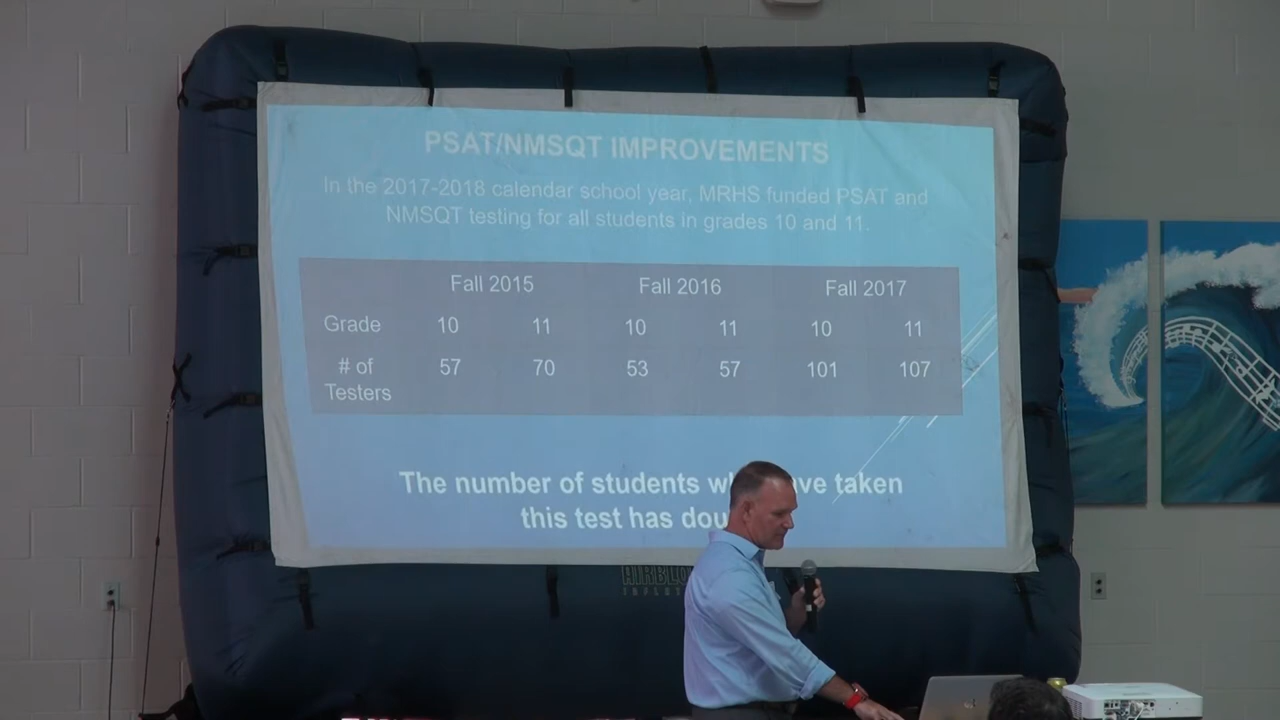 PSAT/NMSQT IMPROVEMENTS
In the 2017-2018 calendar school year, MRHS funded PSAT and
NMSQT testing for all students in grades 10 and 11.
Fall 2015 Fall 2016 Fall 2017
Grade 10 11 10 11 10 11
# of 57 70 53 57 101 107
Testers
The number of students taken
this test has